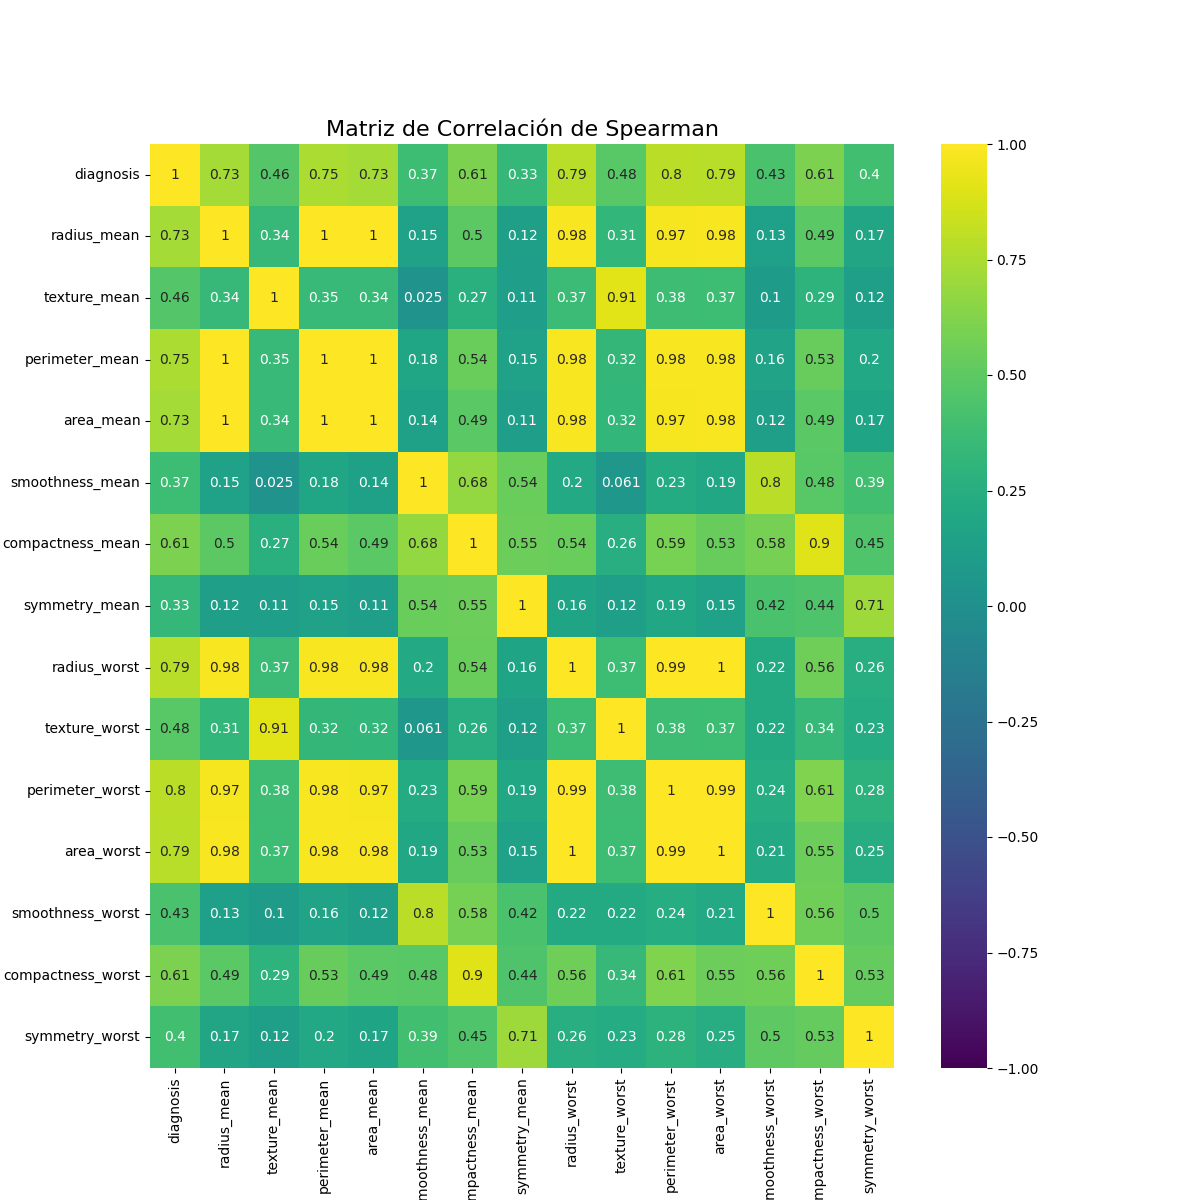 Matriz de Correlación de Spearman
diagnosis 1 0.73 0.46 0.75 0.73 0.37 0.61 0.33 0.79 0.48 0.8 0.79 0.43 0.61 0.4
radius_mean 0.73 1 0.34 1 1 0.15 0.5 0.12 0.98 0.31 0.97 0.98 0.13 0.49 0.17
texture_mean 0.46 0.34 1 0.35 0.34 0.025 0.27 0.11 0.37 0.91 0.38 0.37 0.1 0.29 0.12
perimeter_mean 0.75 1 0.35 1 1 0.18 0.54 0.15 0.98 0.32 0.98 0.98 0.16 0.53 0.2
area_mean 0.73 1 0.34 1 1 0.14 0.49 0.11 0.98 0.32 0.97 0.98 0.12 0.49 0.17
smoothness_mean 0.37 0.15 0.025 0.18 0.14 1 0.68 0.54 0.2 0.061 0.23 0.19 0.8 0.48 0.39
compactness_mean 0.61 0.5 0.27 0.54 0.49 0.68 1 0.55 0.54 0.26 0.59 0.53 0.58 0.9 0.45
symmetry_mean 0.33 0.12 0.11 0.15 0.11 0.54 0.55 1 0.16 0.12 0.19 0.15 0.42 0.44 0.71
radius_worst 0.79 0.98 0.37 0.98 0.98 0.2 0.54 0.16 1 0.37 0.99 1 0.22 0.56 0.26
texture_worst 0.48 0.31 0.91 0.32 0.32 0.061 0.26 0.12 0.37 1 0.38 0.37 0.22 0.34 0.23
perimeter_worst 0.8 0.97 0.38 0.98 0.97 0.23 0.59 0.19 0.99 0.38 1 0.99 0.24 0.61 0.28
area_worst 0.79 0.98 0.37 0.98 0.98 0.19 0.53 0.15 1 0.37 0.99 1 0.21 0.55 0.25
smoothness_worst 0.43 0.13 0.1 0.16 0.12 0.8 0.58 0.42 0.22 0.22 0.24 0.21 1 0.56 0.5
compactness_worst 0.61 0.49 0.29 0.53 0.49 0.48 0.9 0.44 0.56 0.34 0.61 0.55 0.56 1 0.53
symmetry_worst 0.4 0.17 0.12 0.2 0.17 0.39 0.45 0.71 0.26 0.23 0.28 0.25 0.5 0.53 1
diagnosis
radius_mean
texture_mean
perimeter_mean
area_mean
moothness_mean
mpactness_mean
symmetry_mean
radius_worst
texture_worst
perimeter_worst
area_worst
moothness_worst
mpactness_worst
symmetry_worst
1.00
0.75
0.50
0.25
0.00
−0.25
−0.50
−0.75
−1.00